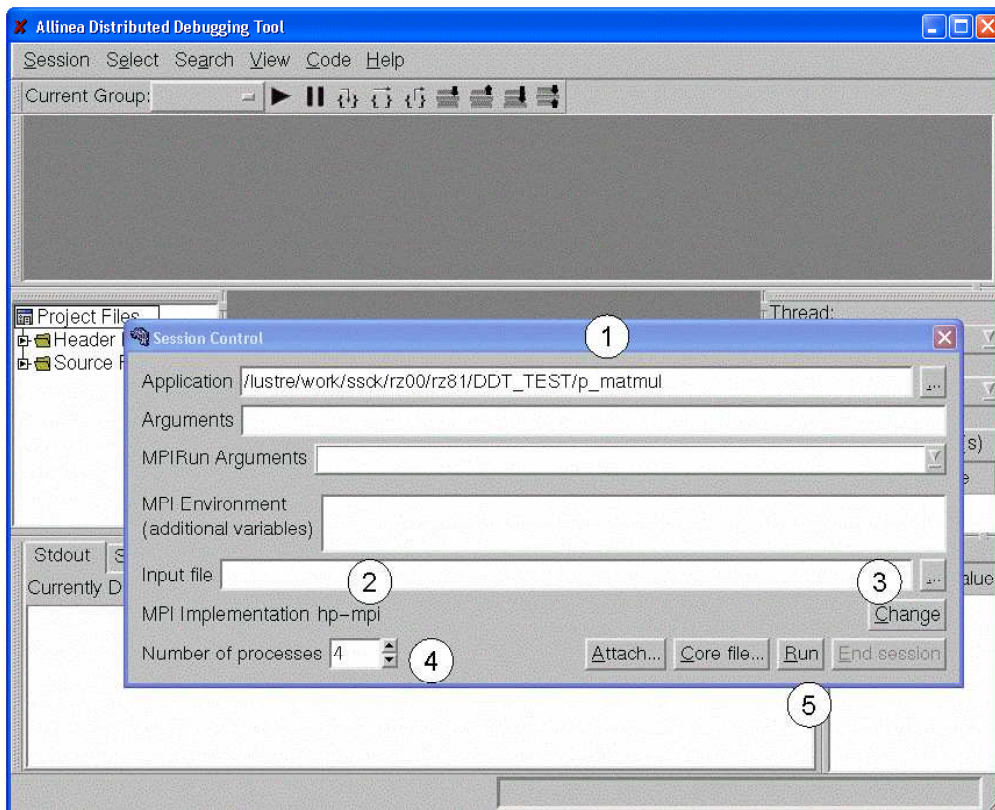 Allinea Distributed Debugging Tool
Session Select Search View Code Help
Current Group:
Project Files
Thread:
Header
Source F
Session Control
1
Application /lustre/work/ssck/rz00/rz81/DDT_TEST/p_matmul ...
Arguments
MPIRun Arguments
(s)
e
MPI Environment
(additional variables)
Stdout S
Input file 2 3 ...
Currently D
alue
MPI Implementation hp-mpi Change
Number of processes 4 4 Attach... Core file... Run End session
5